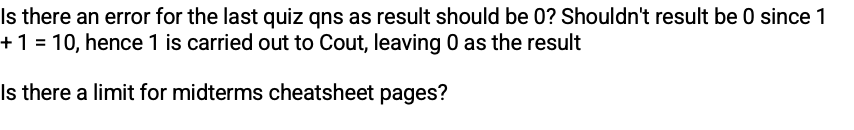 Is there an error for the last quiz qns as result should be 0? Shouldn't result be 0 since 1
+ 1 = 10, hence 1 is carried out to Cout, leaving 0 as the result
Is there a limit for midterms cheatsheet pages?